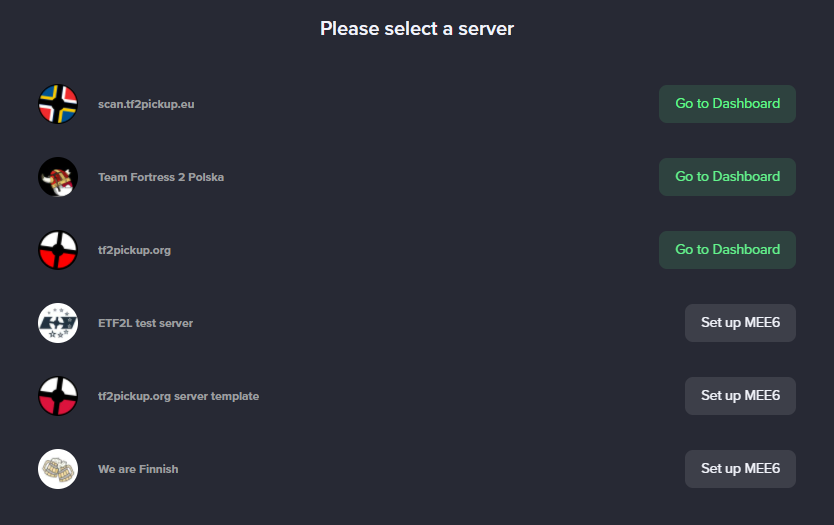 Please select a server
scan.tf2pickup.eu
Go to Dashboard
Team Fortress 2 Polska
Go to Dashboard
tf2pickup.org
Go to Dashboard
ETF2L test server
Set up MEE6
tf2pickup.org server template
Set up MEE6
We are Finnish
Set up MEE6